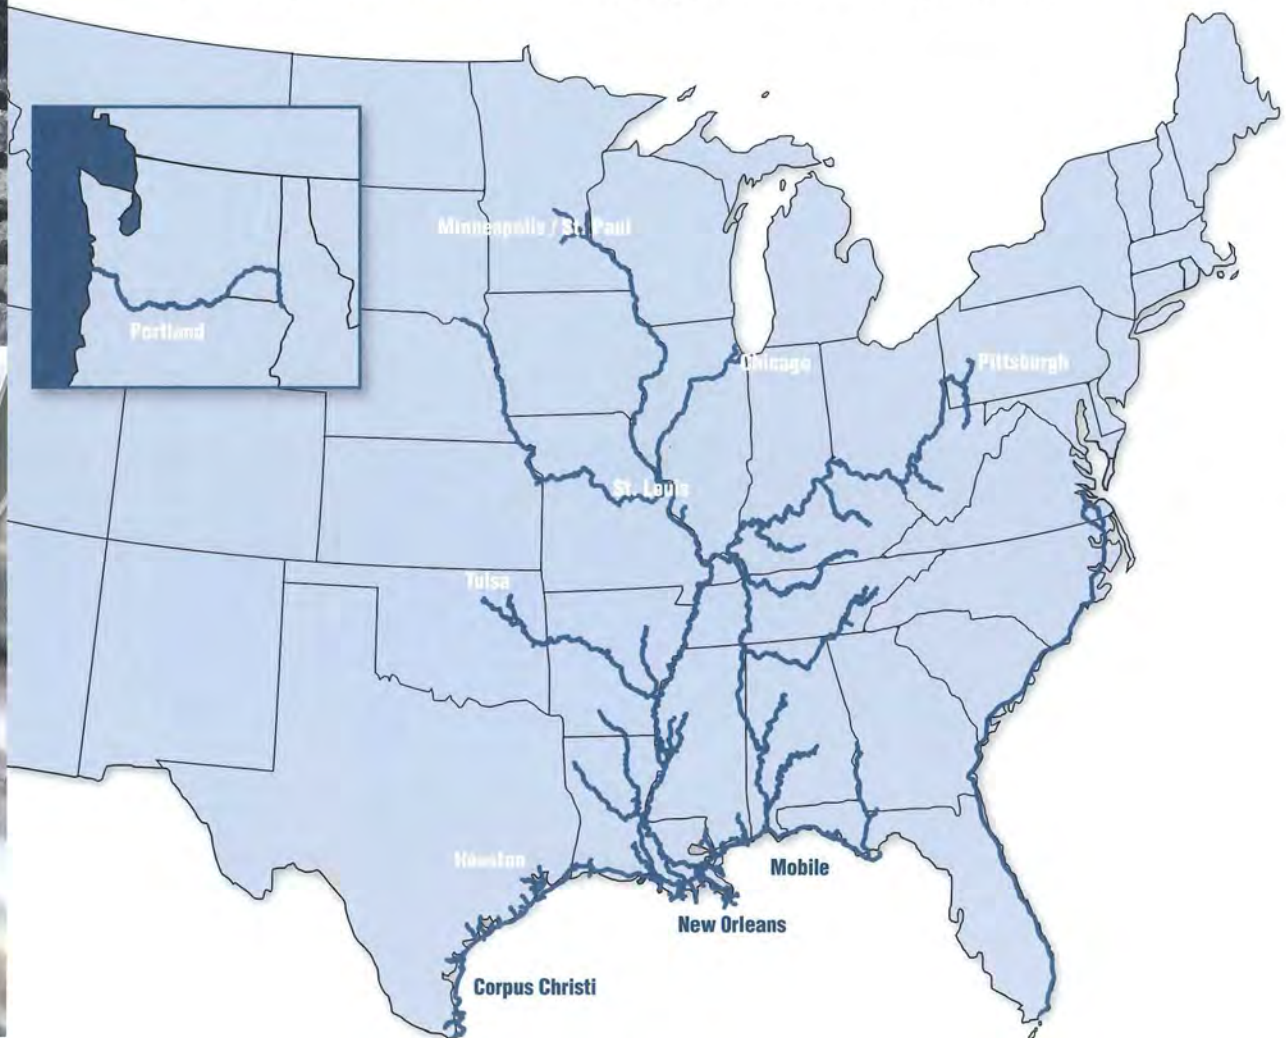 Minneapolis / St. Paul
Portland
Chicago
Pittsburgh
St. Louis
Tulsa
Houston
Mobile
New Orleans
Corpus Christi